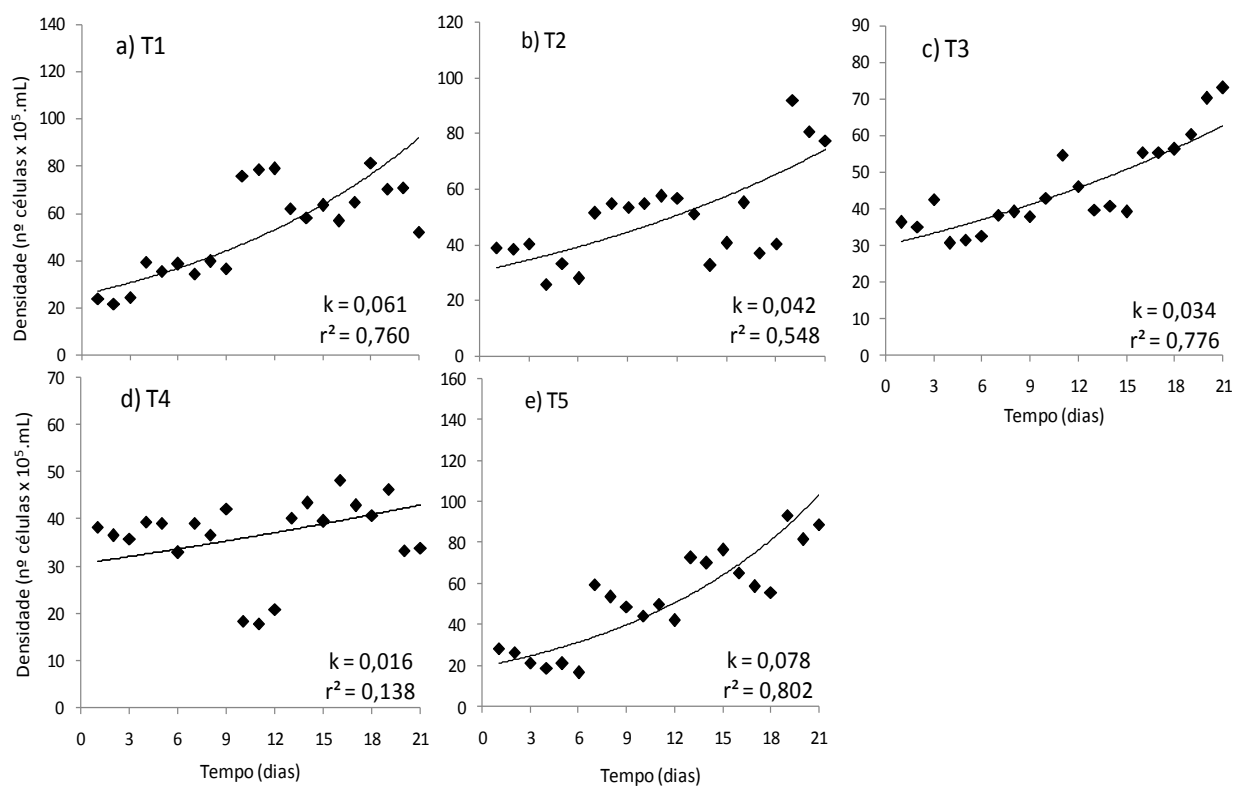 a) T1
Densidade (nº células x 10⁵.mL)
140
120
100
80
60
40
20
0
k = 0,061
r² = 0,760
b) T2
120
100
80
60
40
20
0
k = 0,042
r² = 0,548
c) T3
90
80
70
60
50
40
30
20
10
0
k = 0,034
r² = 0,776
0 3 6 9 12 15 18 21
Tempo (dias)
d) T4
Densidade (nº células x 10⁵.mL)
70
60
50
40
30
20
10
0
k = 0,016
r² = 0,138
0 3 6 9 12 15 18 21
Tempo (dias)
e) T5
160
140
120
100
80
60
40
20
0
k = 0,078
r² = 0,802
0 3 6 9 12 15 18 21
Tempo (dias)